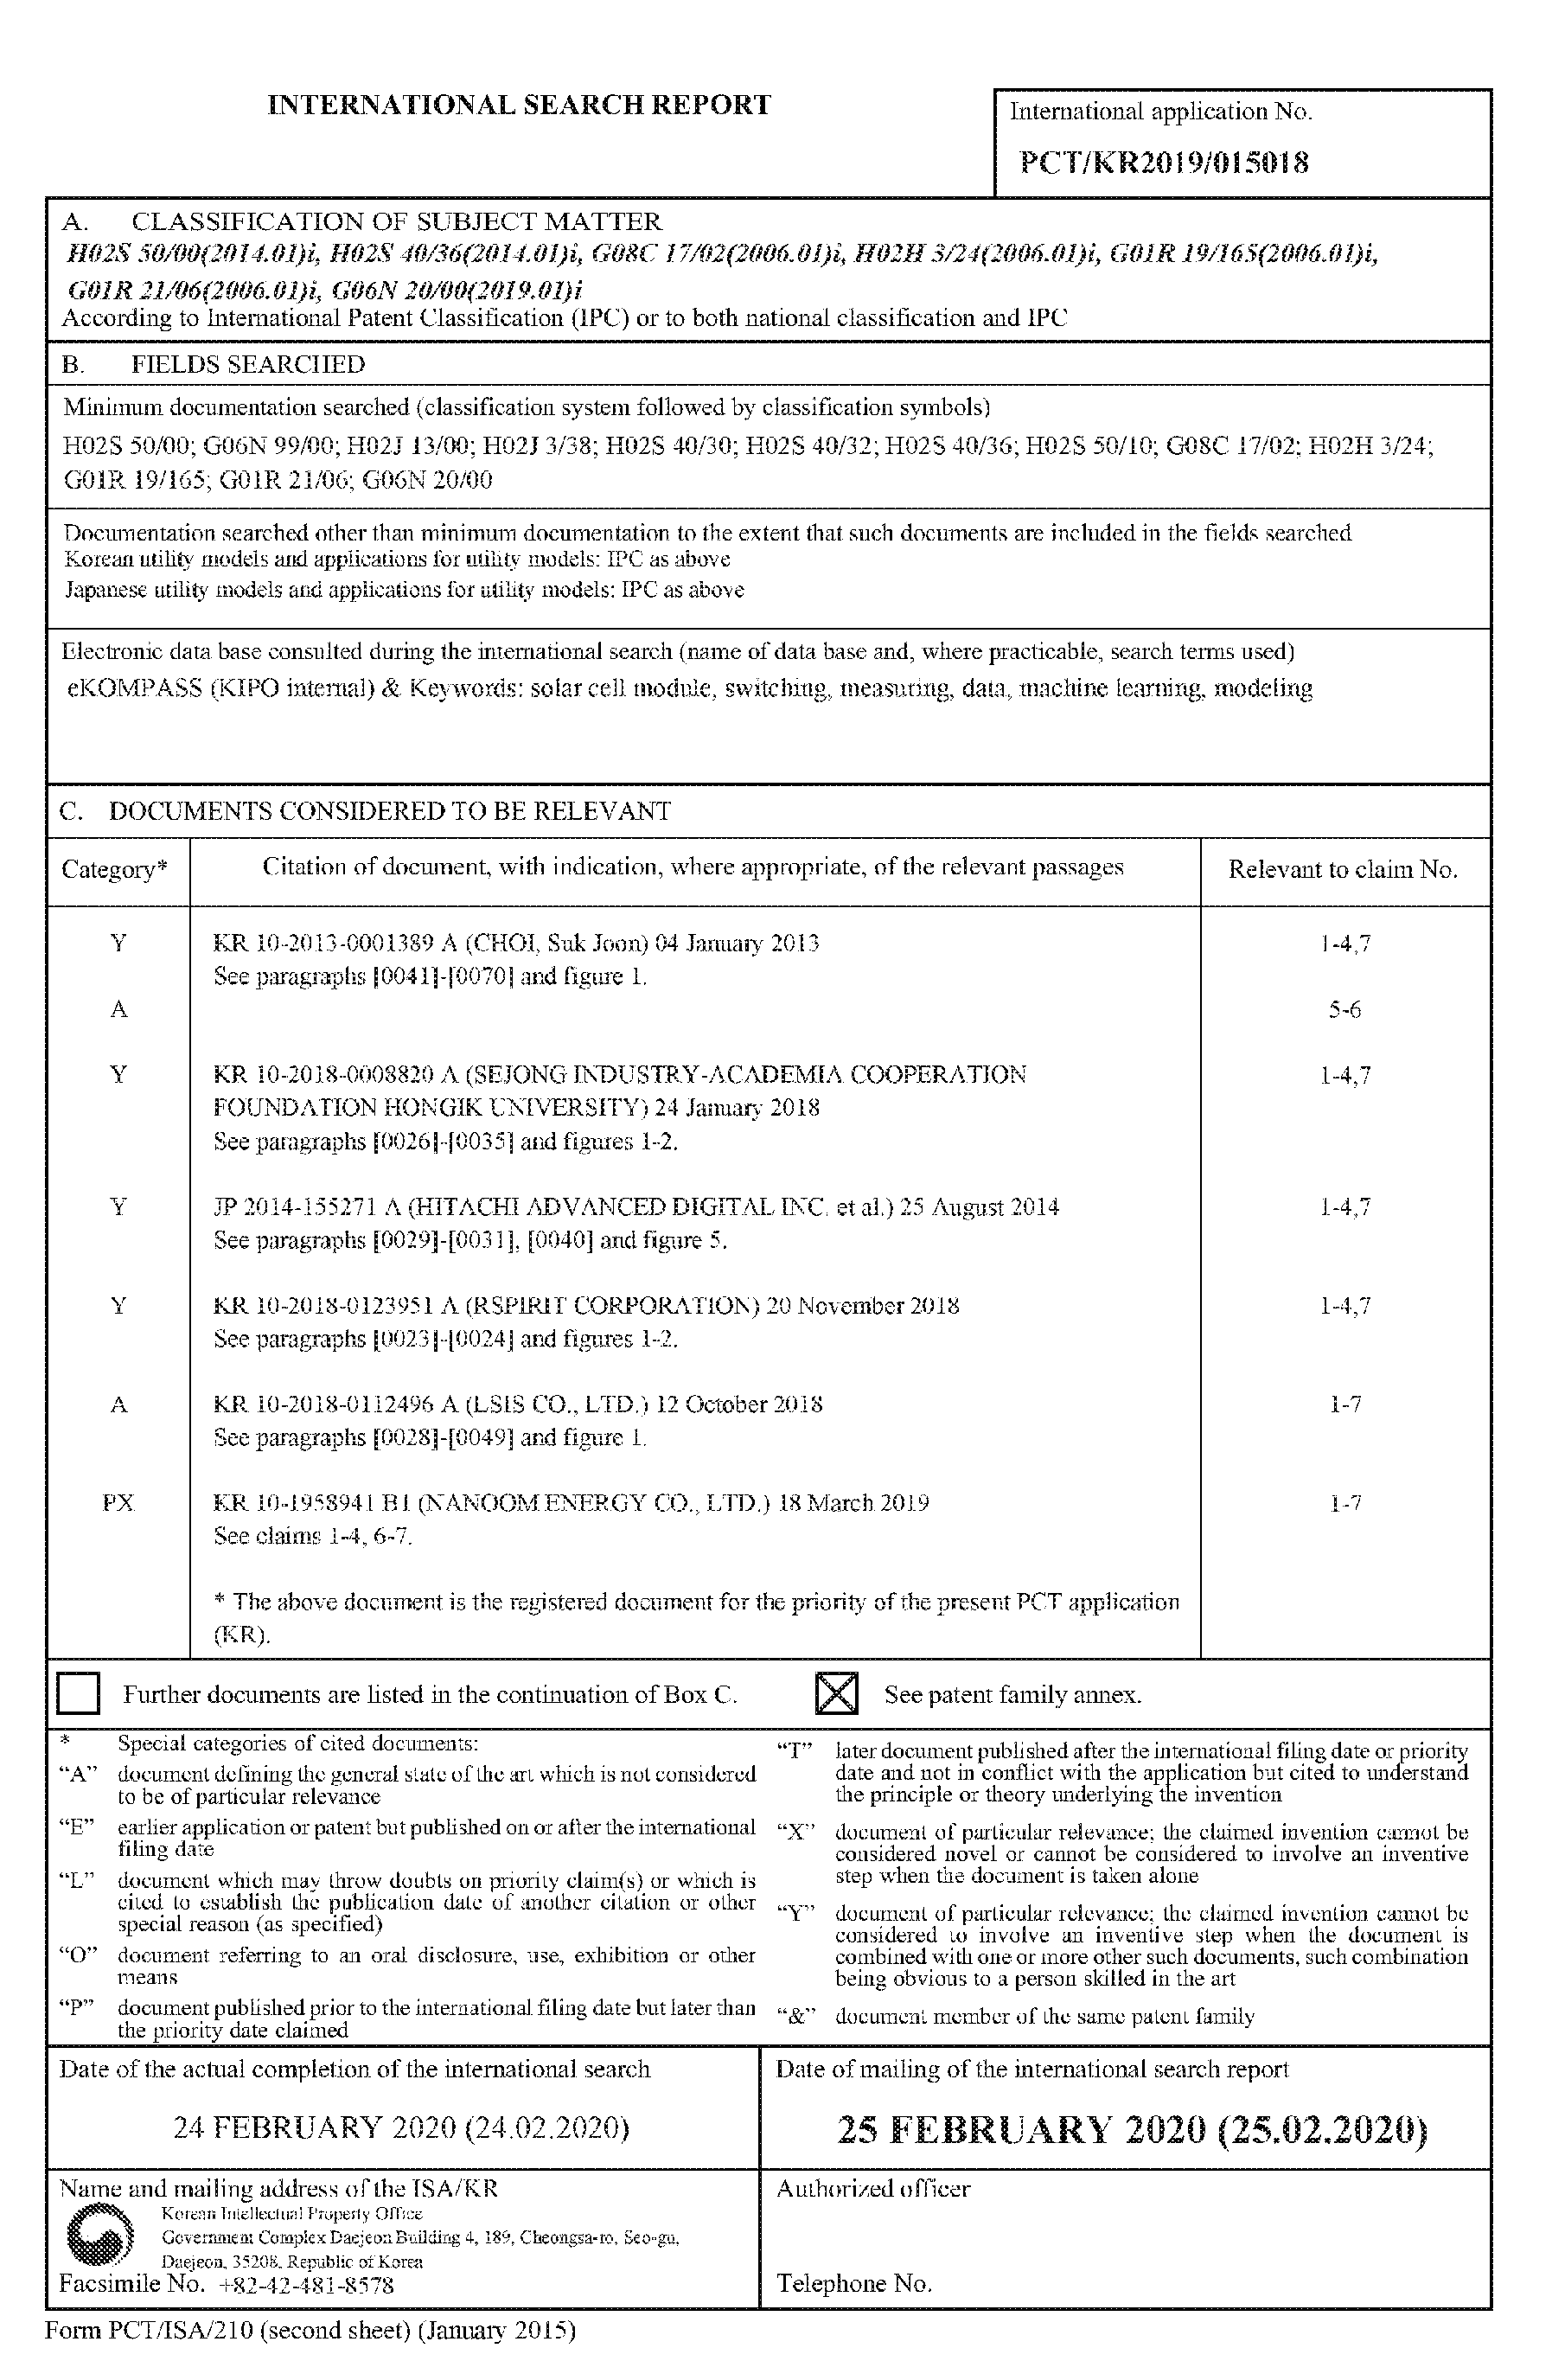 INTERNATIONAL SEARCH REPORT
International application No.
PCT/KR2019/015018
A. CLASSIFICATION OF SUBJECT MATTER
H02S 50/00(2014.01)i, H02S 40/36(2014.01)i, G08C 17/02(2006.01)i, H02H 3/24(2006.01)i, G01R 19/165(2006.01)i,
G01R 21/06(2006.01)i, G06N 20/00(2019.01)i
According to International Patent Classification (IPC) or to both national classification and IPC
B. FIELDS SEARCHED
Minimum documentation searched (classification system followed by classification symbols)
H02S 50/00; G06N 99/00; H02J 13/00; H02J 3/38; H02S 40/30; H02S 40/32; H02S 40/36; H02S 50/10; G08C 17/02; H02H 3/24;
G01R 19/165; G01R 21/06; G06N 20/00
Documentation searched other than minimum documentation to the extent that such documents are included in the fields searched
Korean utility models and applications for utility models: IPC as above
Japanese utility models and applications for utility models: IPC as above
Electronic data base consulted during the international search (name of data base and, where practicable, search terms used)
eKOMPASS (KIPO internal) & Keywords: solar cell module, switching, measuring, data, machine learning, modeling
C. DOCUMENTS CONSIDERED TO BE RELEVANT
Category* Citation of document, with indication, where appropriate, of the relevant passages Relevant to claim No.
Y KR 10-2013-0001389 A (CHOI, Suk Joon) 04 January 2013 1-4,7
See paragraphs [0041]-[0070] and figure 1.
A 5-6
Y KR 10-2018-0008820 A (SEJONG INDUSTRY-ACADEMIA COOPERATION 1-4,7
FOUNDATION HONGIK UNIVERSITY) 24 January 2018
See paragraphs [0026]-[0035] and figures 1-2.
Y JP 2014-155271 A (HITACHI ADVANCED DIGITAL INC. et al.) 25 August 2014 1-4,7
See paragraphs [0029]-[0031], [0040] and figure 5.
Y KR 10-2018-0123951 A (RSPIRIT CORPORATION) 20 November 2018 1-4,7
See paragraphs [0023]-[0024] and figures 1-2.
A KR 10-2018-0112496 A (LSIS CO., LTD.) 12 October 2018 1-7
See paragraphs [0028]-[0049] and figure 1.
PX KR 10-1958941 B1 (NANOOM ENERGY CO., LTD.) 18 March 2019 1-7
See claims 1-4, 6-7.
* The above document is the registered document for the priority of the present PCT application
(KR).
Further documents are listed in the continuation of Box C. See patent family annex.
* Special categories of cited documents:
"A" document defining the general state of the art which is not considered
to be of particular relevance
"E" earlier application or patent but published on or after the international
filing date
"L" document which may throw doubts on priority claim(s) or which is
cited to establish the publication date of another citation or other
special reason (as specified)
"O" document referring to an oral disclosure, use, exhibition or other
means
"P" document published prior to the international filing date but later than
the priority date claimed
"T" later document published after the international filing date or priority
date and not in conflict with the application but cited to understand
the principle or theory underlying the invention
"X" document of particular relevance; the claimed invention cannot be
considered novel or cannot be considered to involve an inventive
step when the document is taken alone
"Y" document of particular relevance; the claimed invention cannot be
considered to involve an inventive step when the document is
combined with one or more other such documents, such combination
being obvious to a person skilled in the art
"&" document member of the same patent family
Date of the actual completion of the international search
24 FEBRUARY 2020 (24.02.2020)
Date of mailing of the international search report
25 FEBRUARY 2020 (25.02.2020)
Name and mailing address of the ISA/KR
Korean Intellectual Property Office
Government Complex Daejeon Building 4, 189, Cheongsa-ro, Seo-gu,
Daejeon, 35208, Republic of Korea
Facsimile No. +82-42-481-8578
Authorized officer
Telephone No.
Form PCT/ISA/210 (second sheet) (January 2015)